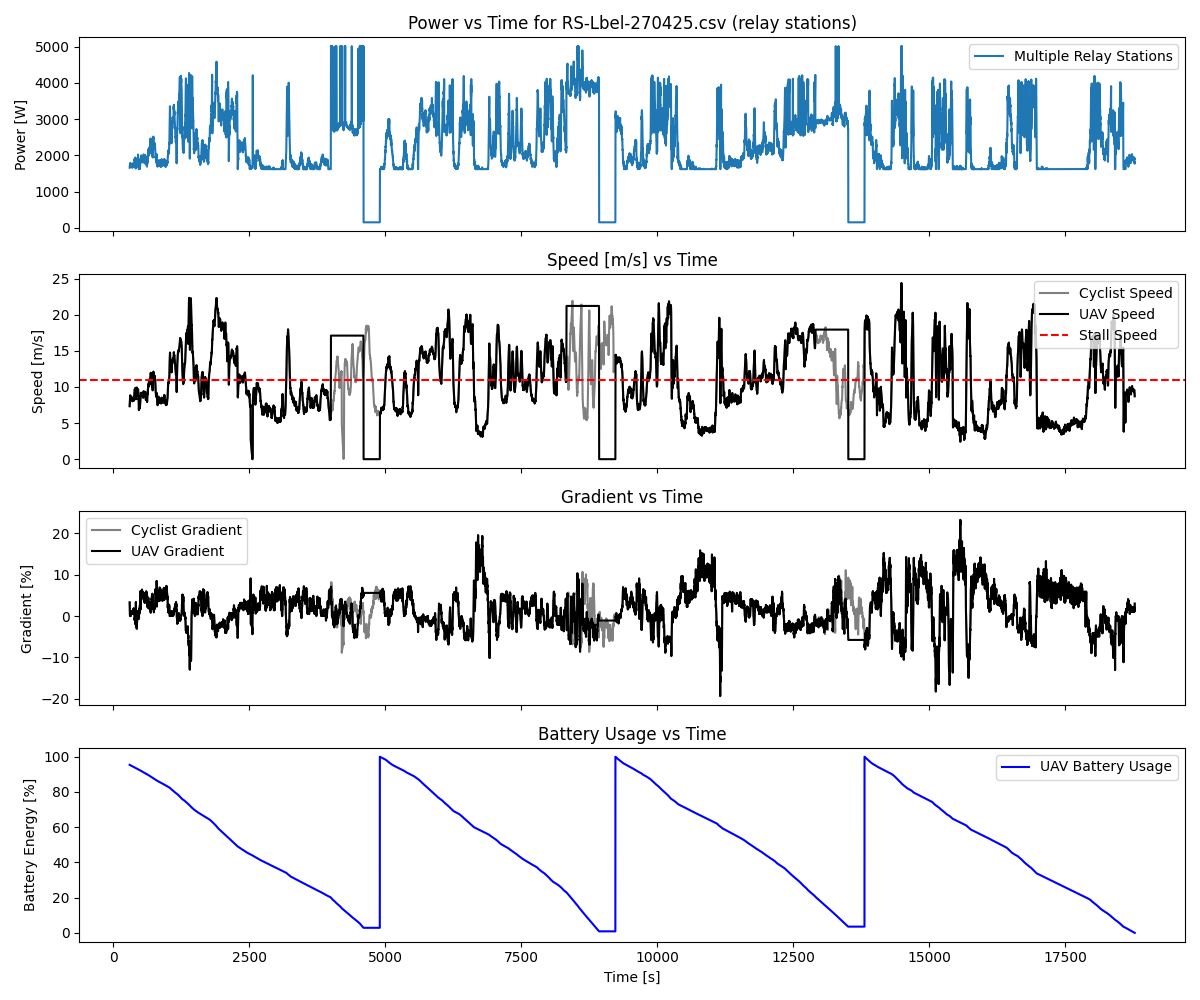 Power vs Time for RS-Lbel-270425.csv (relay stations)
Power [W]
5000
4000
3000
2000
1000
0
Multiple Relay Stations
Speed [m/s] vs Time
Speed [m/s]
25
20
15
10
5
0
Cyclist Speed
UAV Speed
Stall Speed
Gradient vs Time
Gradient [%]
20
10
0
−10
−20
Cyclist Gradient
UAV Gradient
Battery Usage vs Time
Battery Energy [%]
100
80
60
40
20
0
UAV Battery Usage
0 2500 5000 7500 10000 12500 15000 17500
Time [s]